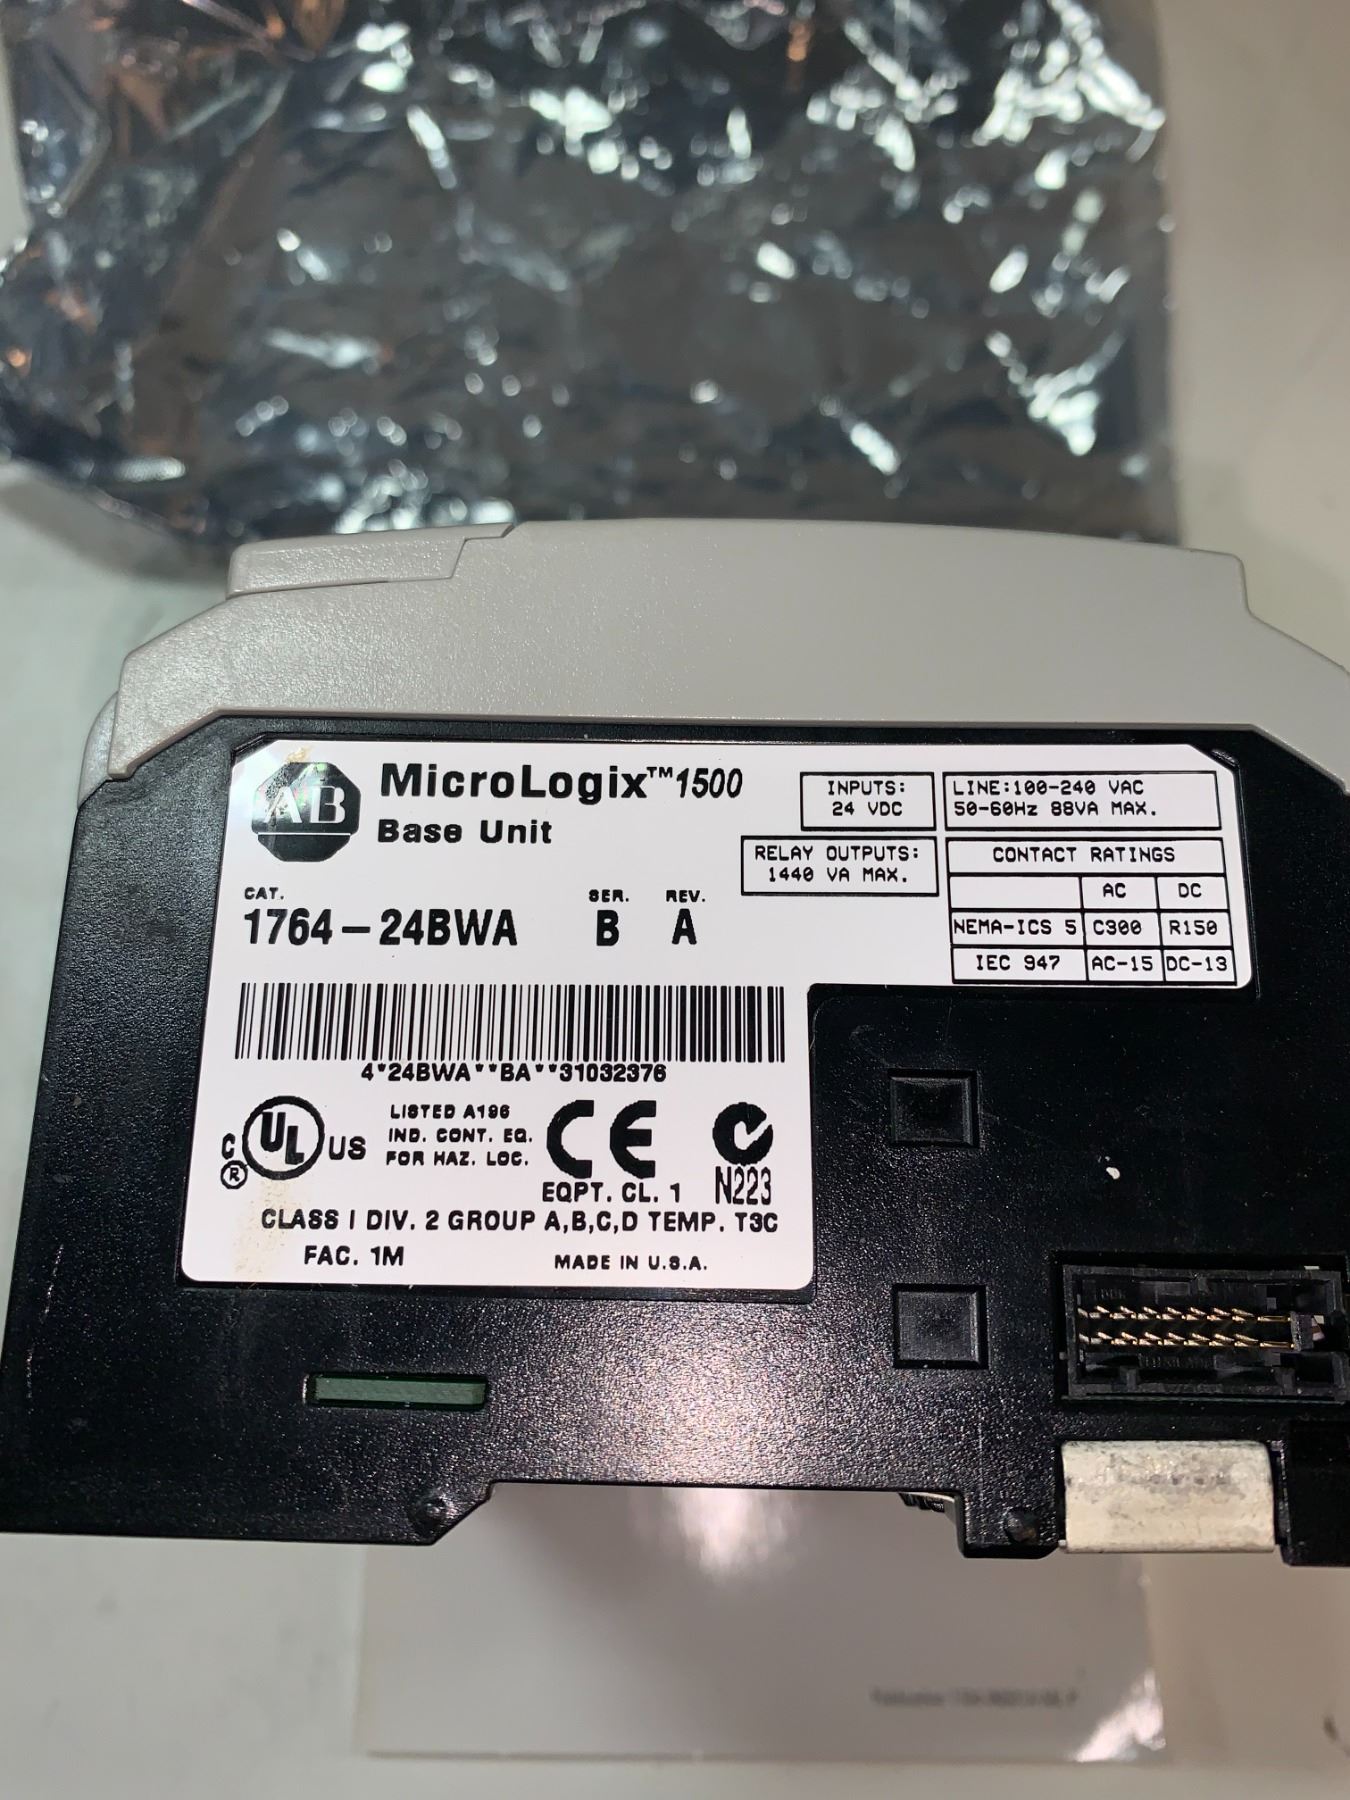 AB
MicroLogix™ 1500
Base Unit
INPUTS:
24 VDC
LINE:100-240 VAC
50-60Hz 88VA MAX.
RELAY OUTPUTS:
1440 VA MAX.
CONTACT RATINGS
AC DC
NEMA-ICS 5 C300 R150
IEC 947 AC-15 DC-13
CAT. SER. REV.
1764-24BWA B A
4*24BWA**BA**31032376
C UL US ®
LISTED A196
IND. CONT. EQ.
FOR HAZ. LOC.
CE
N223
EQPT. CL. 1
CLASS I DIV. 2 GROUP A,B,C,D TEMP. T3C
FAC. 1M MADE IN U.S.A.